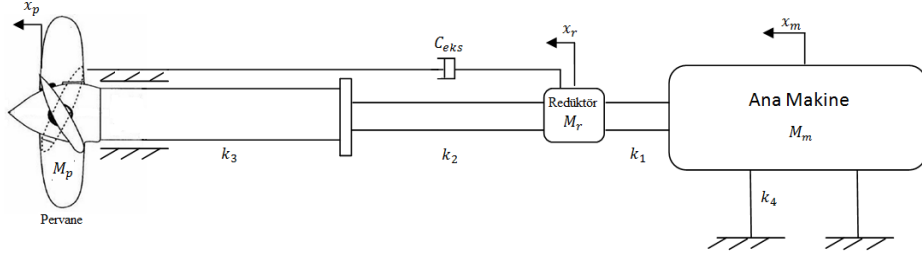 x_p
C_eks
x_r
x_m
Redüktör
M_r
Ana Makine
M_m
k_3
k_2
k_1
M_p
k_4
Pervane